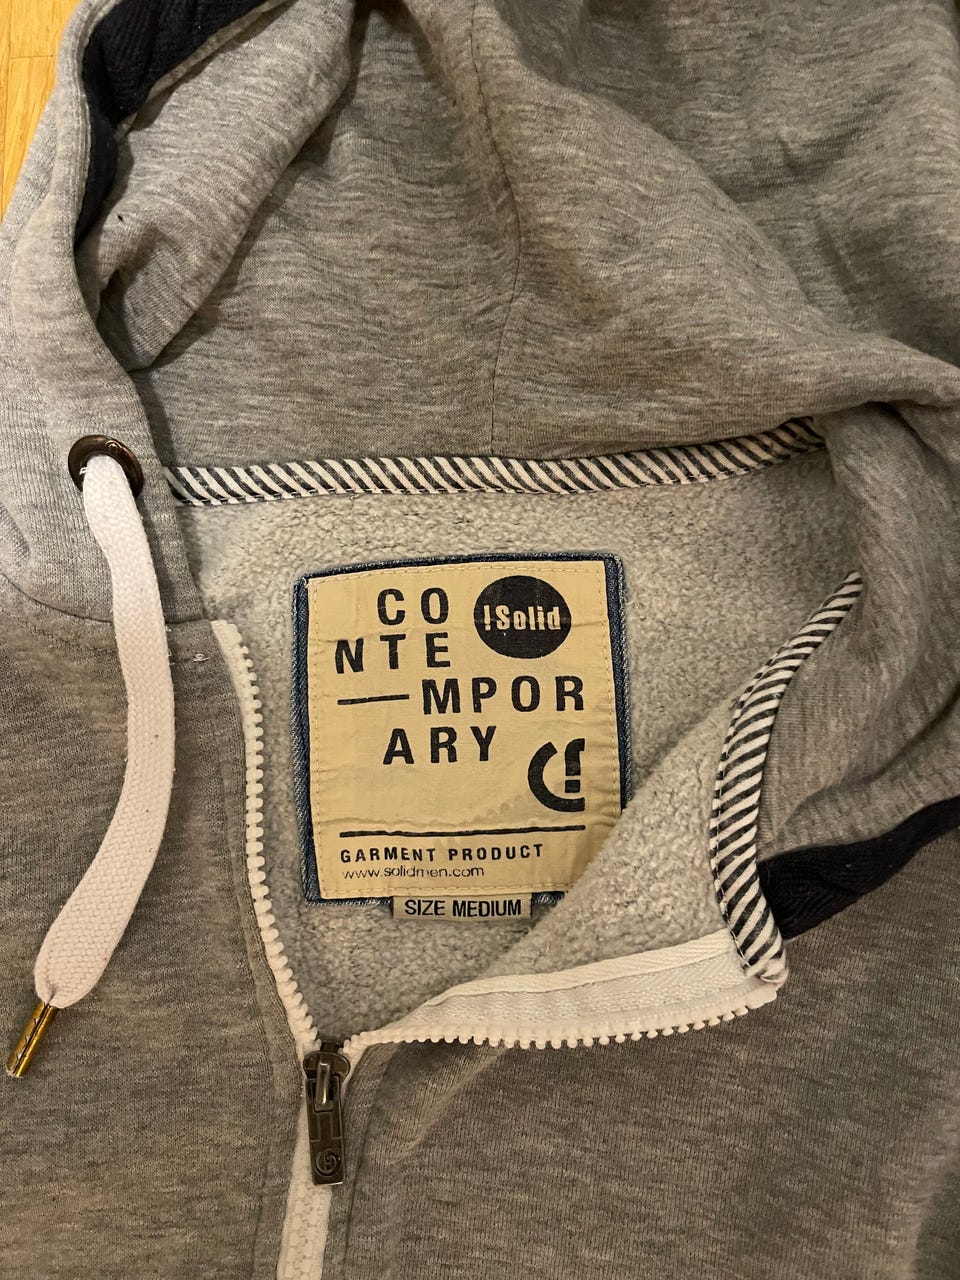 CO
!Solid
NTE
— MPOR
ARY
GARMENT PRODUCT
www.solidmen.com
SIZE MEDIUM